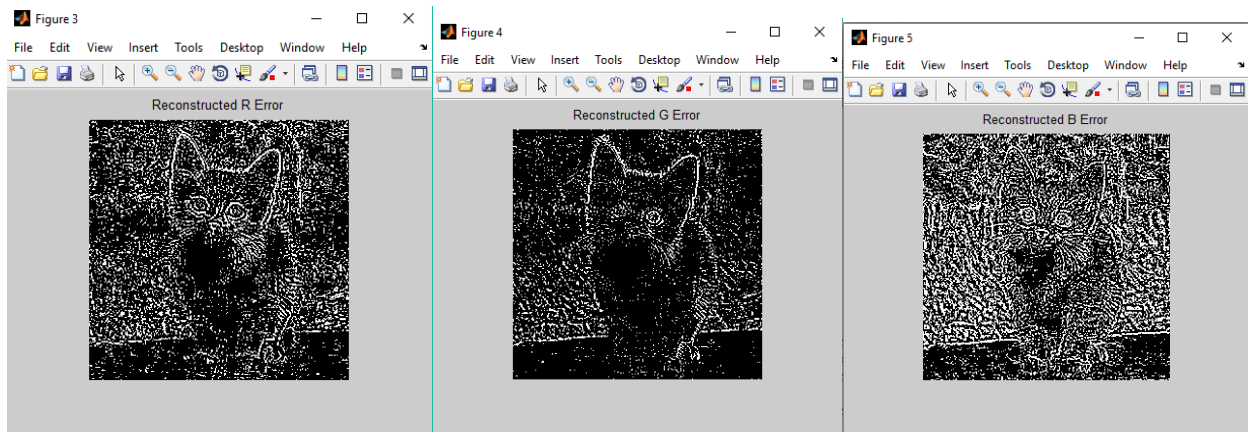 Figure 3
File Edit View Insert Tools Desktop Window Help
Reconstructed R Error
Figure 4
File Edit View Insert Tools Desktop Window Help
Reconstructed G Error
Figure 5
File Edit View Insert Tools Desktop Window Help
Reconstructed B Error